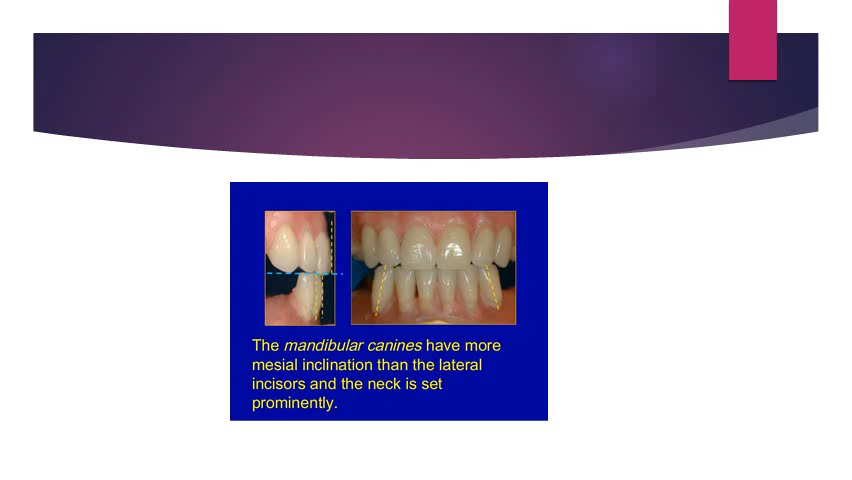 The mandibular canines have more
mesial inclination than the lateral
incisors and the neck is set
prominently.